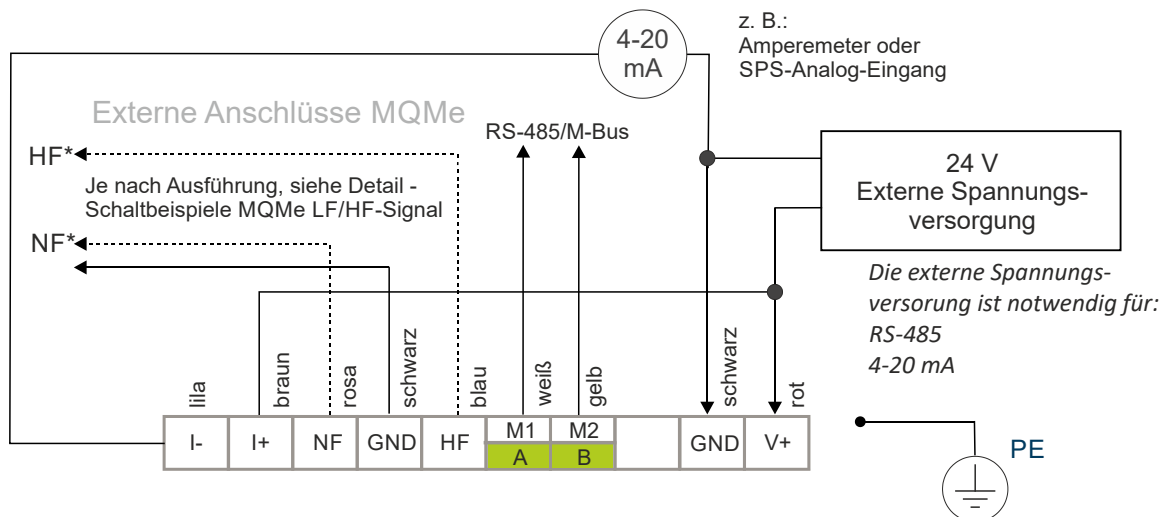 4-20
mA
z. B.:
Amperemeter oder
SPS-Analog-Eingang
Externe Anschlüsse MQMe
RS-485/M-Bus
HF*
Je nach Ausführung, siehe Detail -
Schaltbeispiele MQMe LF/HF-Signal
NF*
24 V
Externe Spannungs-
versorgung
Die externe Spannungs-
versorung ist notwendig für:
RS-485
4-20 mA
lila
braun
rosa
schwarz
blau
weiß
gelb
schwarz
rot
I- I+ NF GND HF M1 M2 GND V+
A B
PE